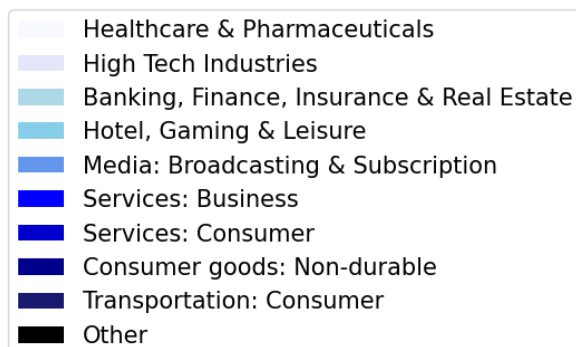 Healthcare & Pharmaceuticals
High Tech Industries
Banking, Finance, Insurance & Real Estate
Hotel, Gaming & Leisure
Media: Broadcasting & Subscription
Services: Business
Services: Consumer
Consumer goods: Non-durable
Transportation: Consumer
Other